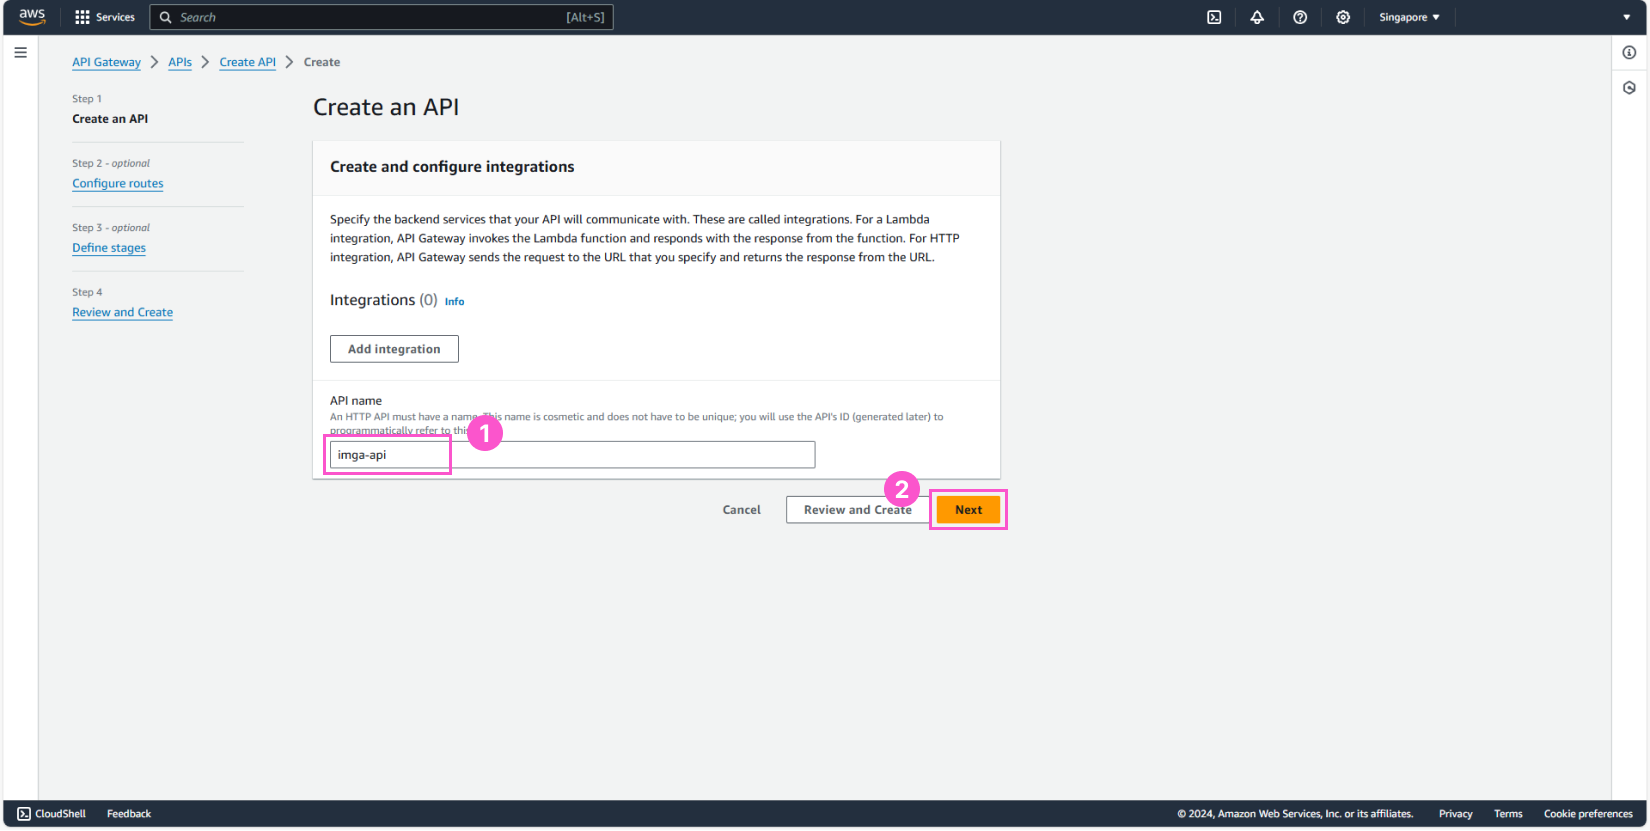 aws
Services
Search
[Alt+S]
Singapore
API Gateway
APIs
Create API
Create
Step 1
Create an API
Step 2 - optional
Configure routes
Step 3 - optional
Define stages
Step 4
Review and Create
Create an API
Create and configure integrations
Specify the backend services that your API will communicate with. These are called integrations. For a Lambda
integration, API Gateway invokes the Lambda function and responds with the response from the function. For HTTP
integration, API Gateway sends the request to the URL that you specify and returns the response from the URL.
Integrations (0) Info
Add integration
API name
An HTTP API must have a name. This name is cosmetic and does not have to be unique; you will use the API's ID (generated later) to
programmatically refer to
1
imga-api
2
Cancel
Review and Create
Next
CloudShell
Feedback
© 2024, Amazon Web Services, Inc. or its affiliates.
Privacy
Terms
Cookie preferences